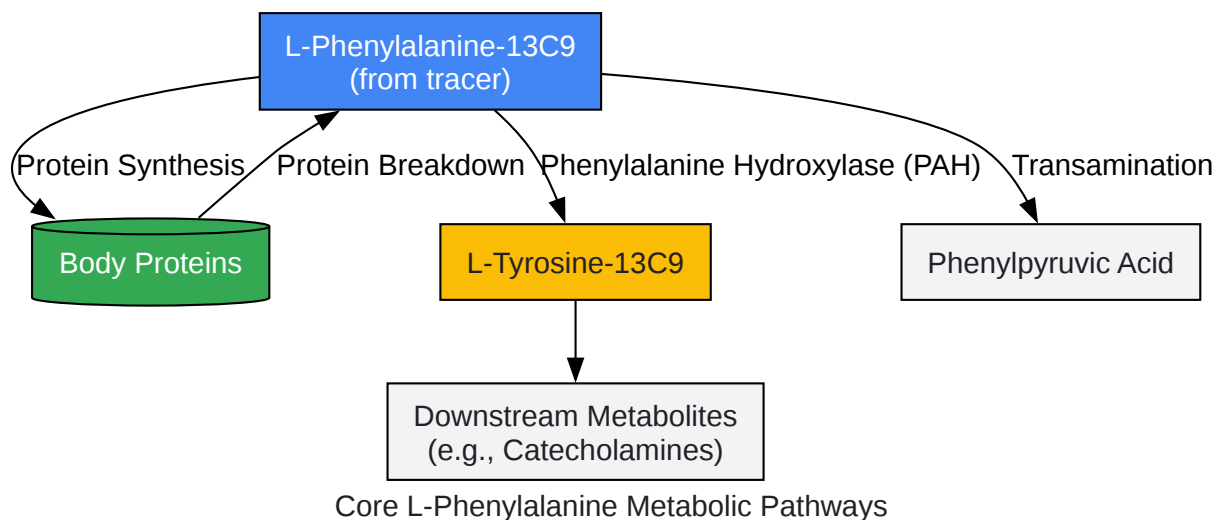 L-Phenylalanine-13C9
(from tracer)
Protein Synthesis
Protein Breakdown
Phenylalanine Hydroxylase (PAH)
Transamination
Body Proteins
L-Tyrosine-13C9
Phenylpyruvic Acid
Downstream Metabolites
(e.g., Catecholamines)
Core L-Phenylalanine Metabolic Pathways